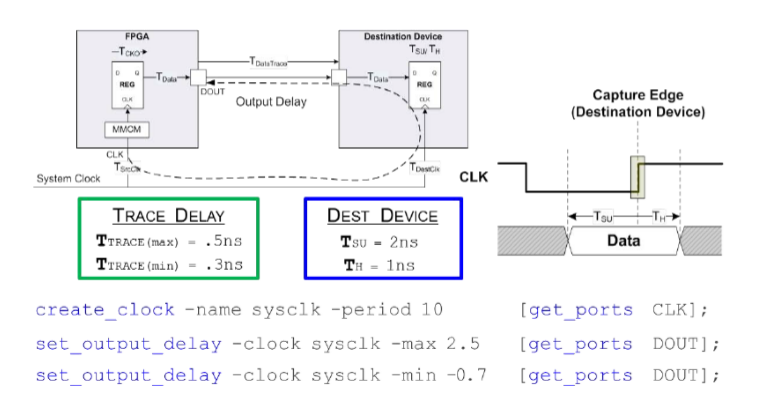 FPGA
Destination Device
TCKO
TSU/ TH
TDataTrace
D Q
REG
CLK
TData
DOUT
Output Delay
TData
D Q
REG
CLK
MMCM
CLK
TSrcClk
TDestClk
System Clock
Capture Edge
(Destination Device)
CLK
TSU
TH
Data
TRACE DELAY
TTRACE(max) = .5ns
TTRACE(min) = .3ns
DEST DEVICE
TSU = 2ns
TH = 1ns
create_clock -name sysclk -period 10 [get_ports CLK];
set_output_delay -clock sysclk -max 2.5 [get_ports DOUT];
set_output_delay -clock sysclk -min -0.7 [get_ports DOUT];